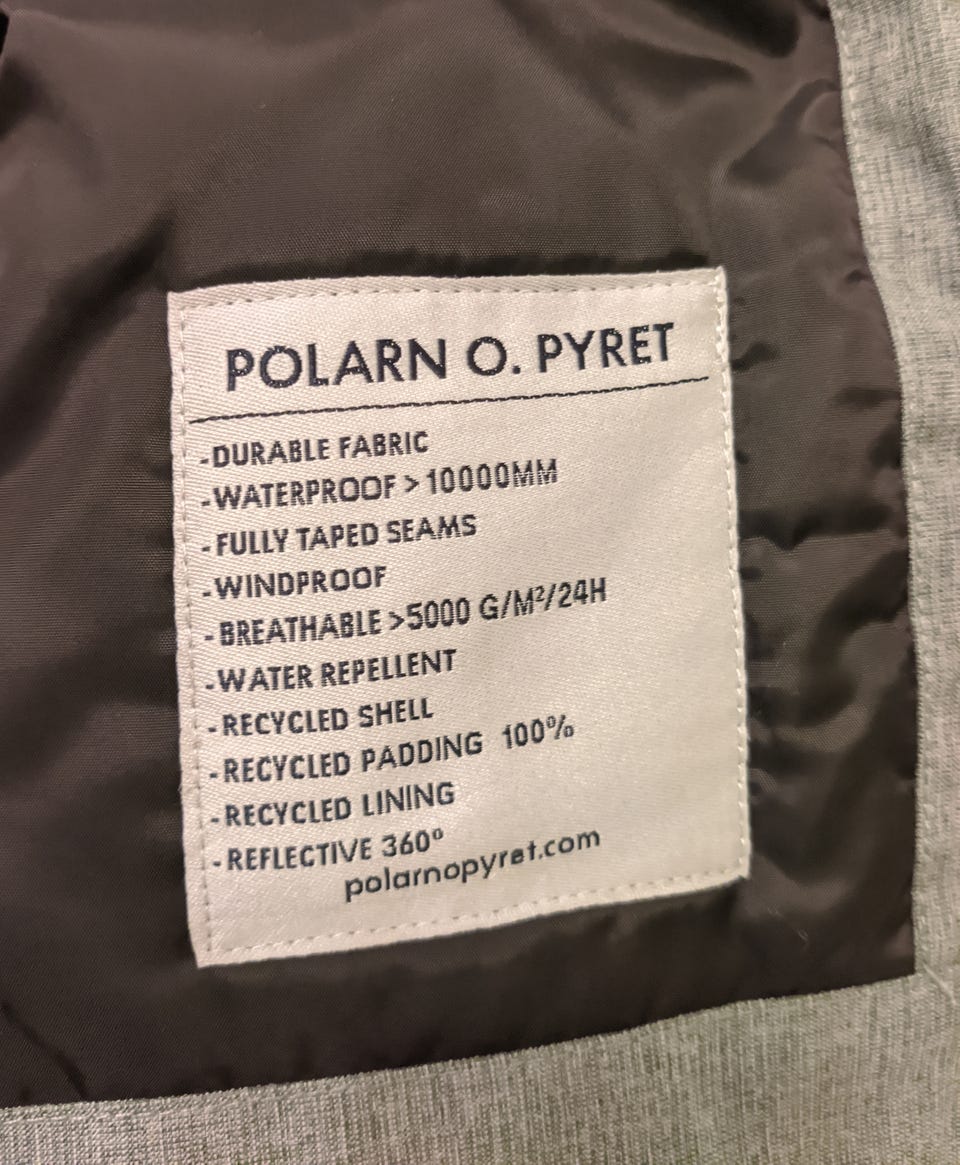 POLARN O. PYRET
-DURABLE FABRIC
-WATERPROOF > 10000MM
-FULLY TAPED SEAMS
-WINDPROOF
-BREATHABLE >5000 G/M²/24H
-WATER REPELLENT
-RECYCLED SHELL
-RECYCLED PADDING 100%
-RECYCLED LINING
-REFLECTIVE 360°
polarnopyret.com